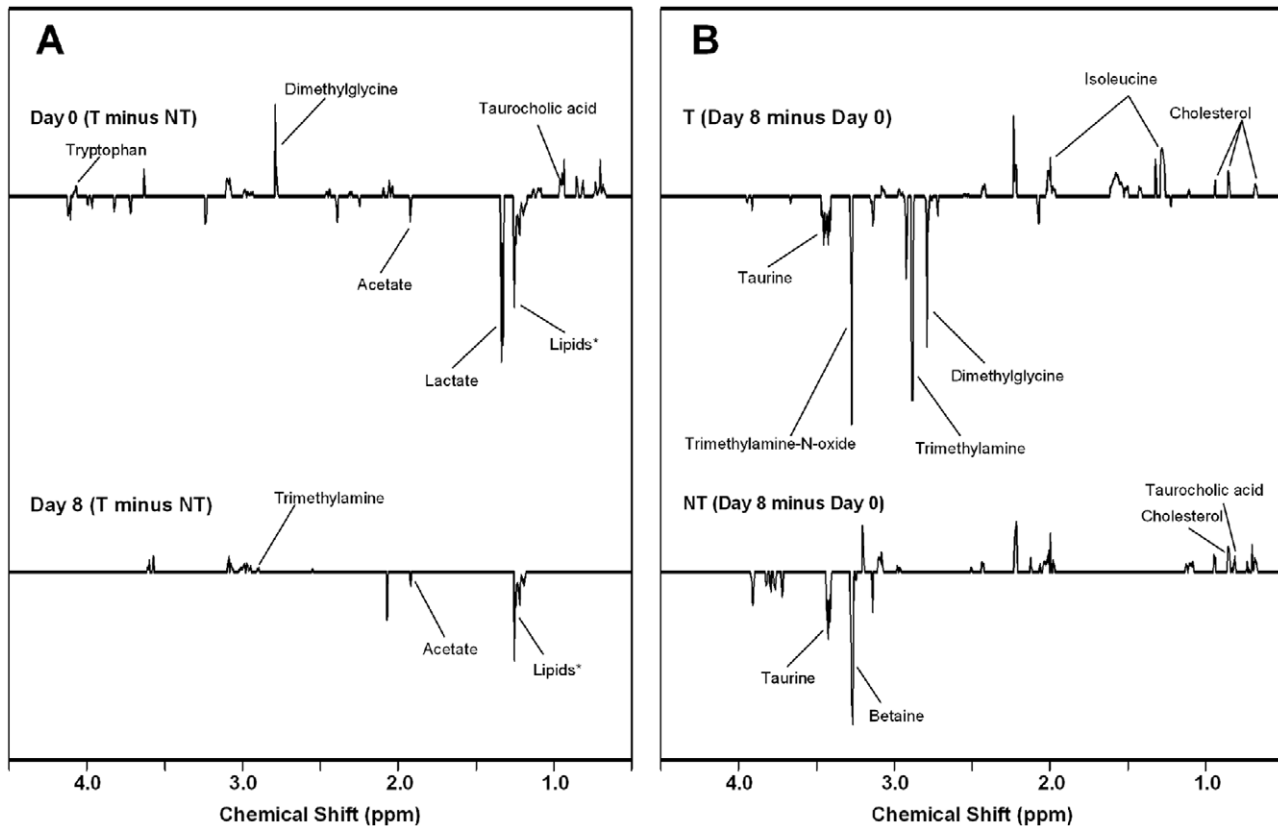 A
Day 0 (T minus NT)
Dimethylglycine
Taurocholic acid
Tryptophan
Acetate
Lipids*
Lactate
Day 8 (T minus NT)
Trimethylamine
Acetate
Lipids*
4.0 3.0 2.0 1.0
Chemical Shift (ppm)
B
T (Day 8 minus Day 0)
Isoleucine
Cholesterol
Taurine
Dimethylglycine
Trimethylamine-N-oxide
Trimethylamine
NT (Day 8 minus Day 0)
Taurocholic acid
Cholesterol
Taurine
Betaine
4.0 3.0 2.0 1.0
Chemical Shift (ppm)